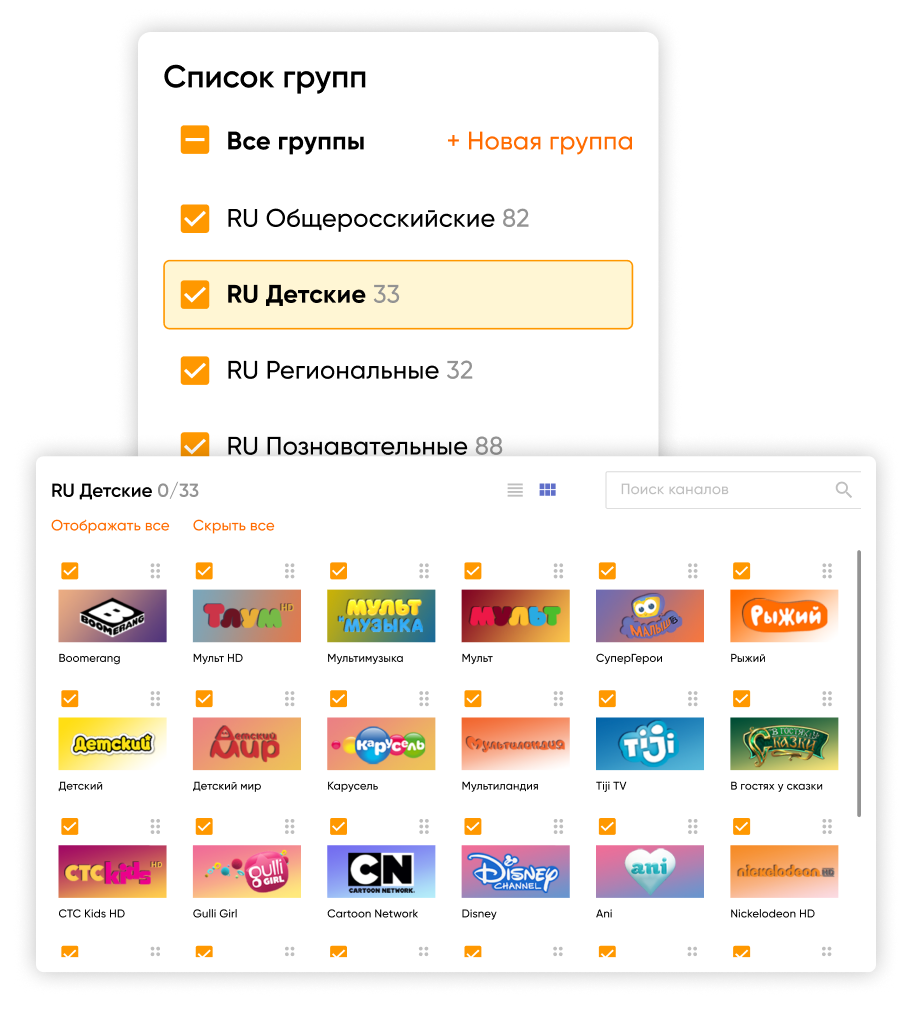 Список групп
Все группы + Новая группа
RU Общеросскийские 82
RU Детские 33
RU Региональные 32
RU Познавательные 88
RU Детские 0/33 Поиск каналов
Отображать все Скрыть все
BOOMERANG ТЛУМ HD МУЛЬТ И МУЗЫКА МУЛЬТ МАЛЫШ В Рыжий
Boomerang Мульт HD Мультимузыка Мульт СуперГерои Рыжий
Детский Детский Мир Карусель Мультиландия Tiji В ГОСТЯХ У Сказки
Детский Детский мир Карусель Мультиландия Tiji TV В гостях у сказки
CTC kids HD gulli GIRL CN CARTOON NETWORK. Disney CHANNEL ani nickelodeon HD
CTC Kids HD Gulli Girl Cartoon Network Disney Ani Nickelodeon HD